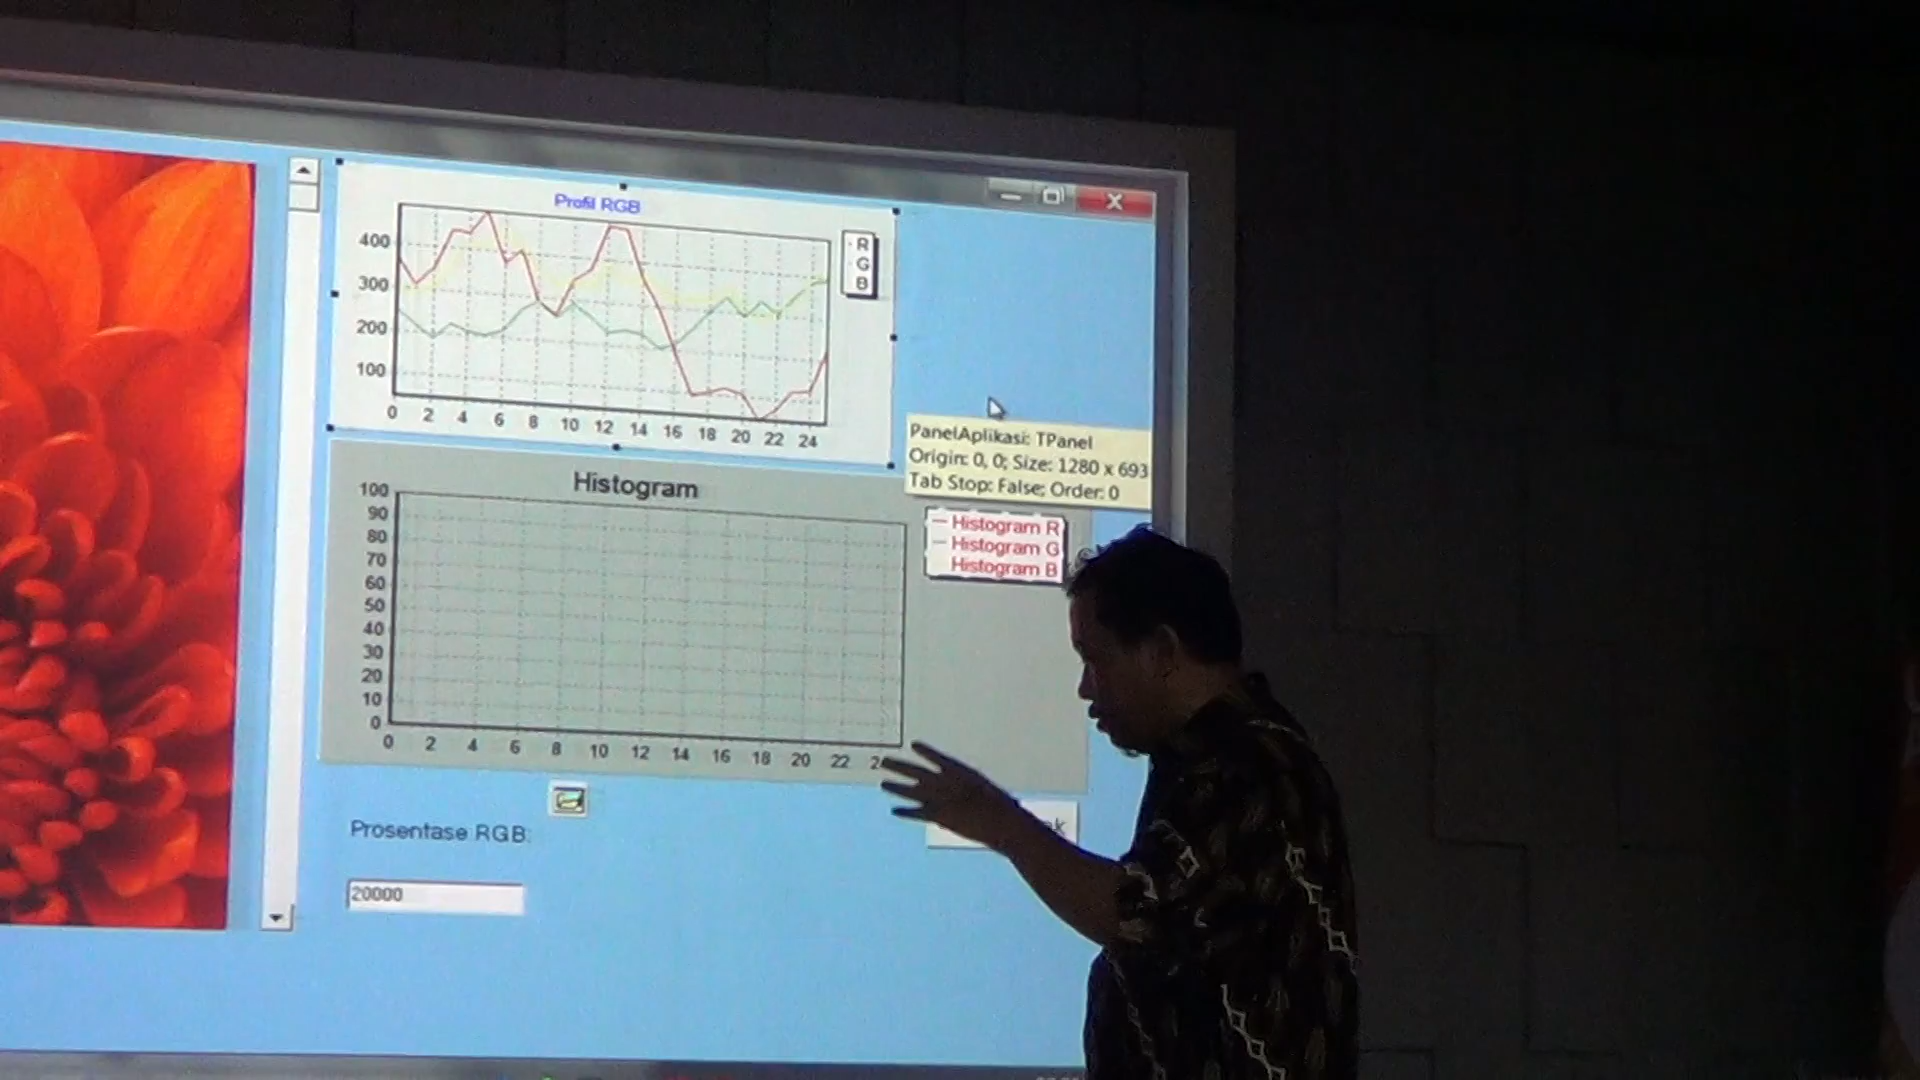 Profil RGB
400
300
200
100
0 2 4 6 8 10 12 14 16 18 20 22 24
R
G
B
PanelAplikasi: TPanel
Origin: 0, 0; Size: 1280 x 693
Tab Stop: False; Order: 0
Histogram
100
90
80
70
60
50
40
30
20
10
0
0 2 4 6 8 10 12 14 16 18 20 22
Histogram R
Histogram G
Histogram B
Prosentase RGB:
20000